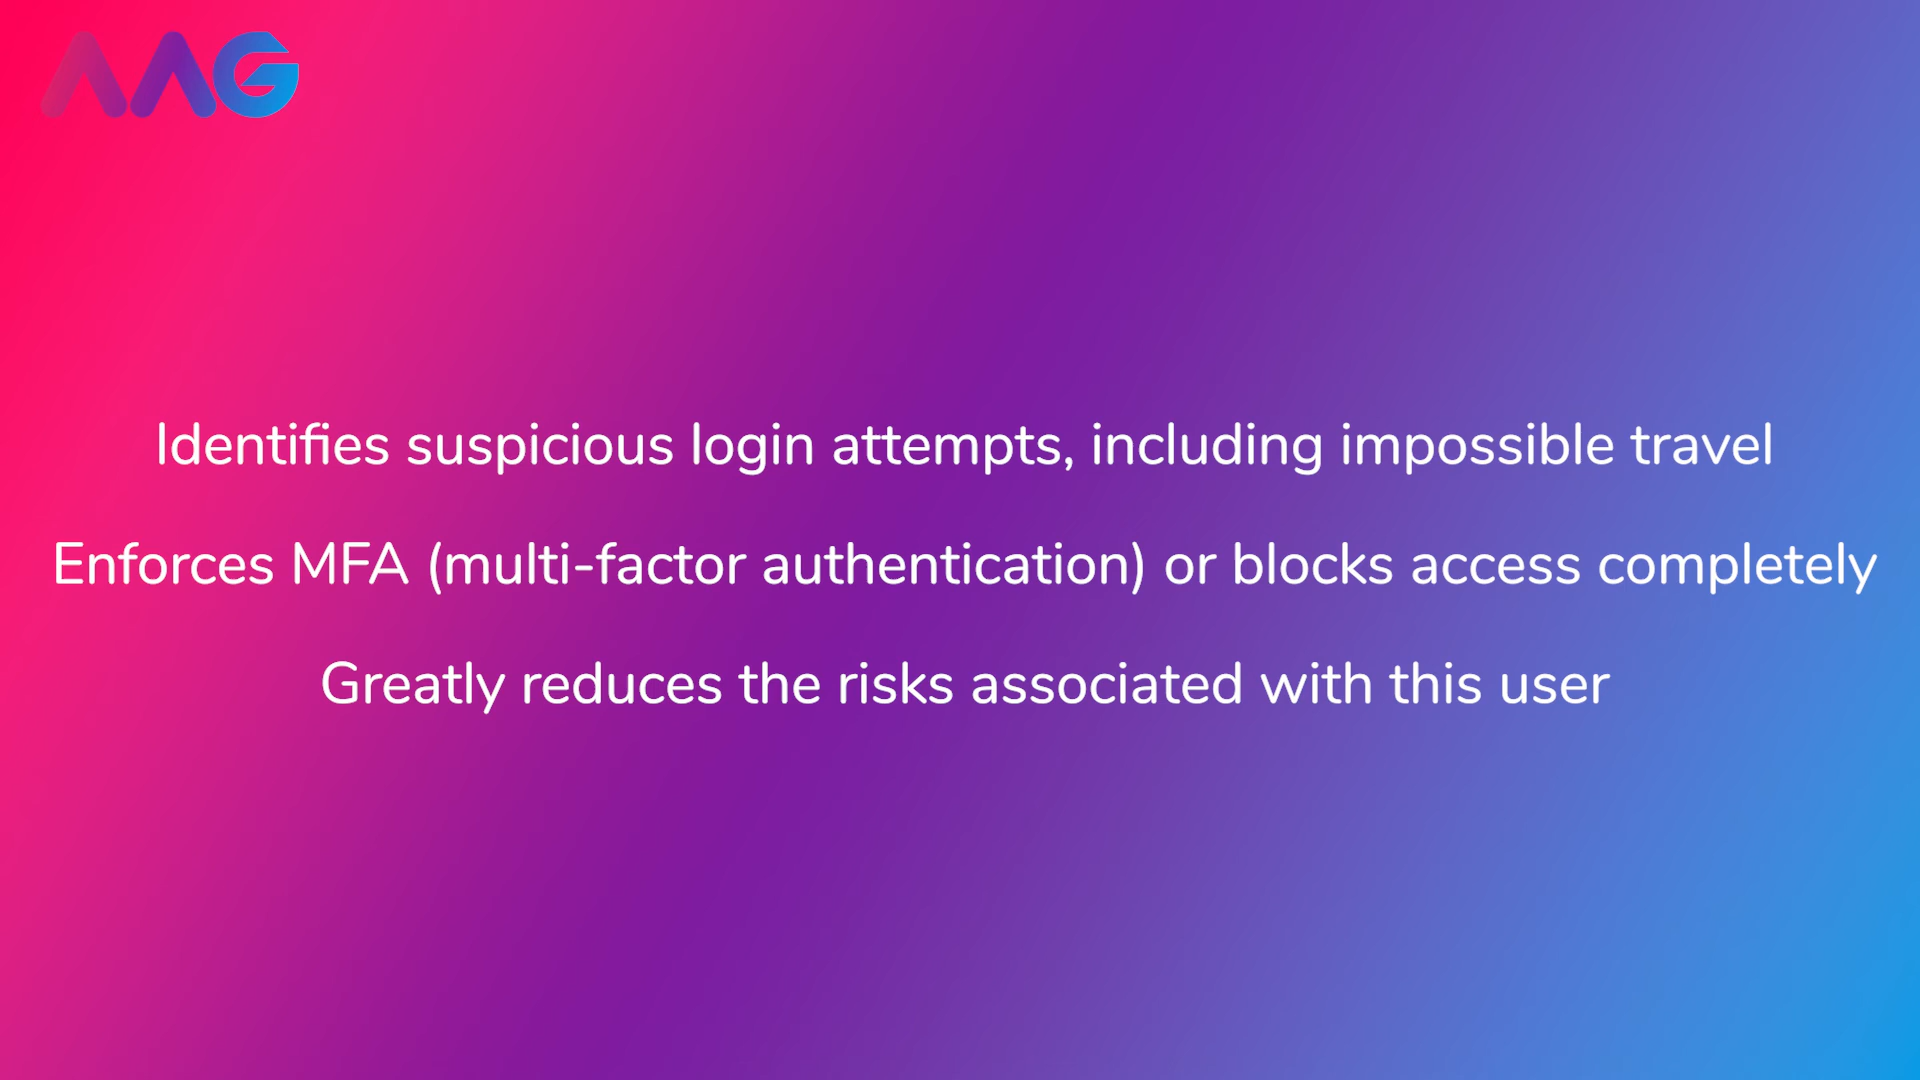 AAG
Identifies suspicious login attempts, including impossible travel
Enforces MFA (multi-factor authentication) or blocks access completely
Greatly reduces the risks associated with this user